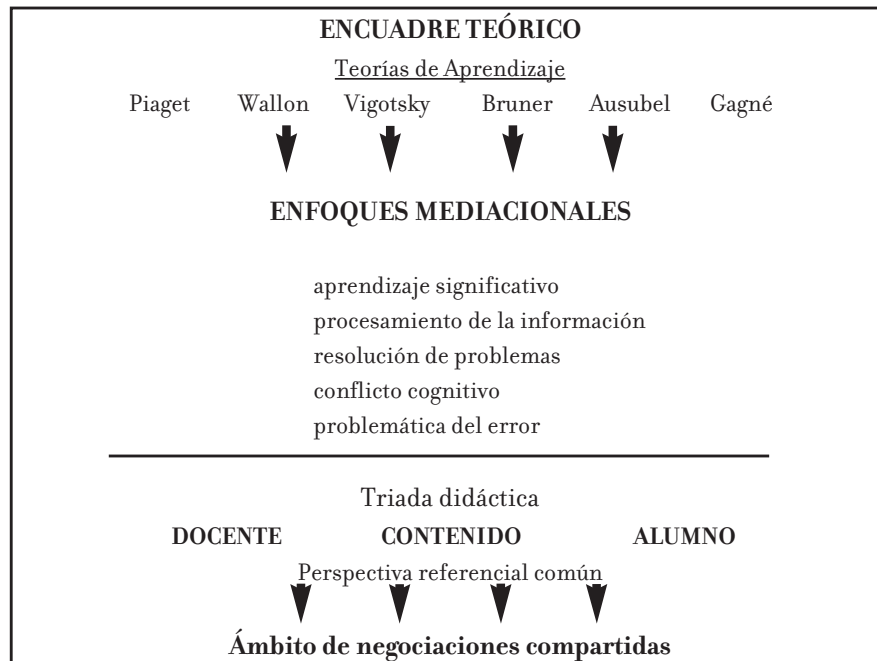 ENCUADRE TEÓRICO
Teorías de Aprendizaje
Piaget Wallon Vigotsky Bruner Ausubel Gagné
ENFOQUES MEDIACIONALES
aprendizaje significativo
procesamiento de la información
resolución de problemas
conflicto cognitivo
problemática del error
Triada didáctica
DOCENTE CONTENIDO ALUMNO
Perspectiva referencial común
Ámbito de negociaciones compartidas